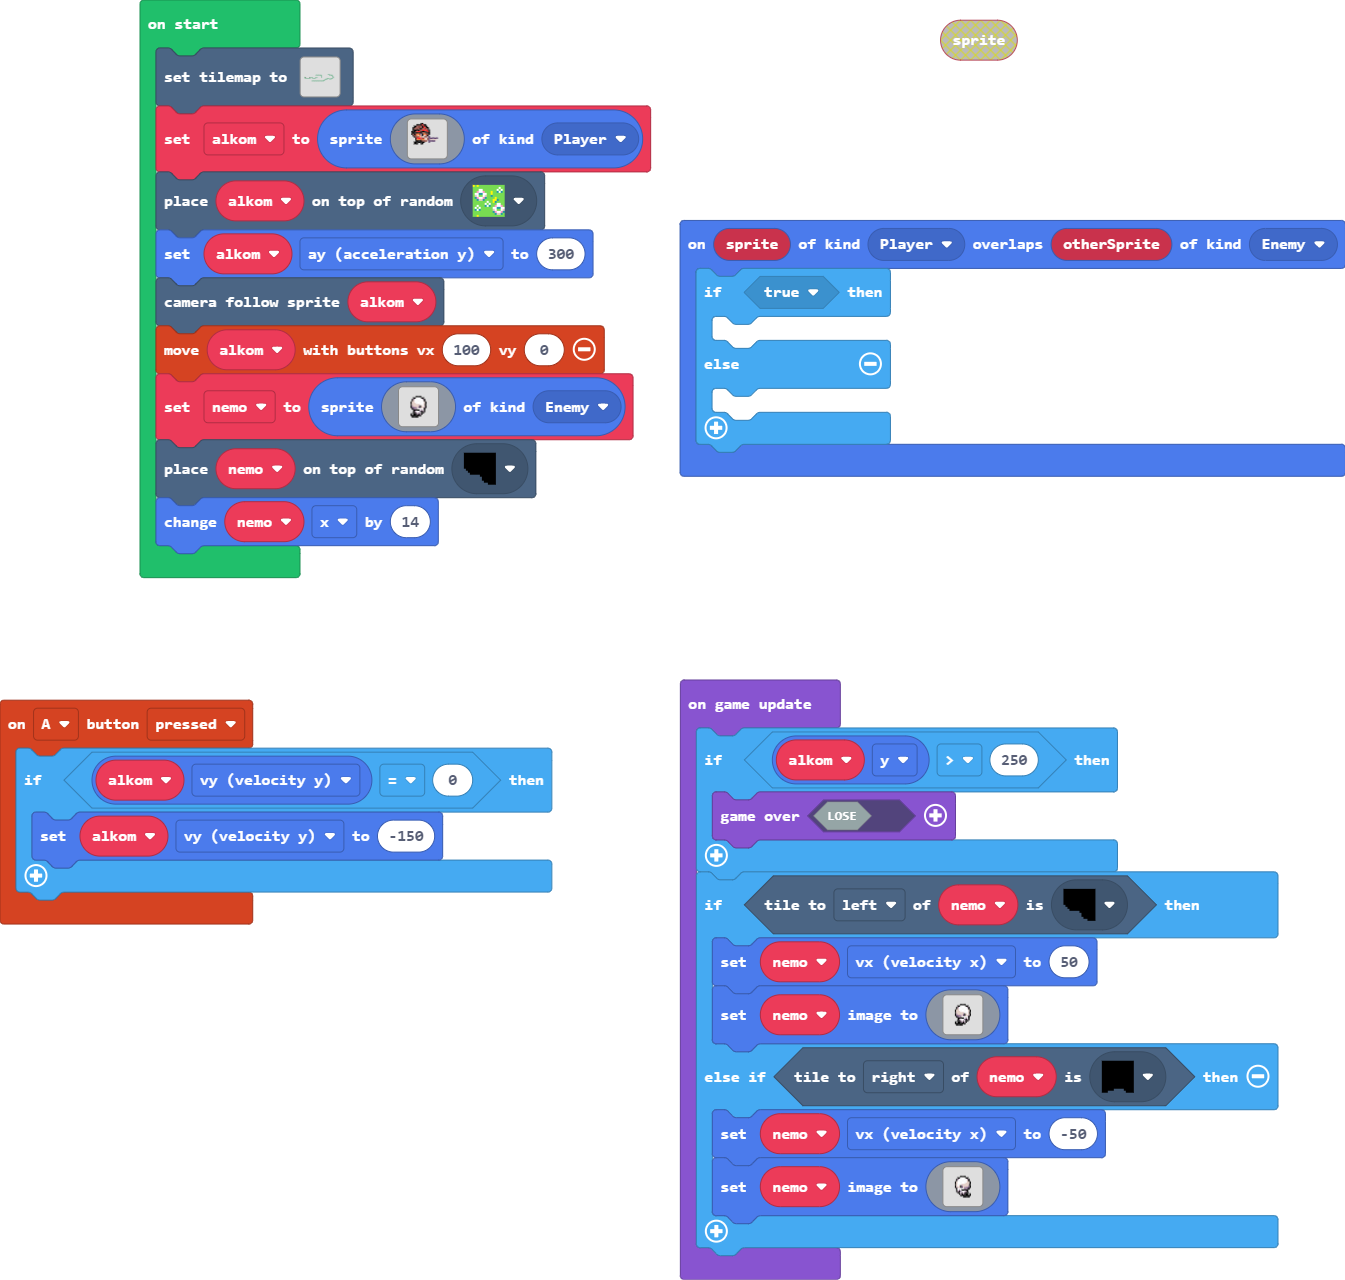 on start
set tilemap to
set alkom to sprite of kind Player
place alkom on top of random
set alkom ay (acceleration y) to 300
camera follow sprite alkom
move alkom with buttons vx 100 vy 0
set nemo to sprite of kind Enemy
place nemo on top of random
change nemo x by 14
sprite
on sprite of kind Player overlaps otherSprite of kind Enemy
if true then
else
on A button pressed
if alkom vy (velocity y) = 0 then
set alkom vy (velocity y) to -150
on game update
if alkom y > 250 then
game over LOSE
if tile to left of nemo is then
set nemo vx (velocity x) to 50
set nemo image to
else if tile to right of nemo is then
set nemo vx (velocity x) to -50
set nemo image to